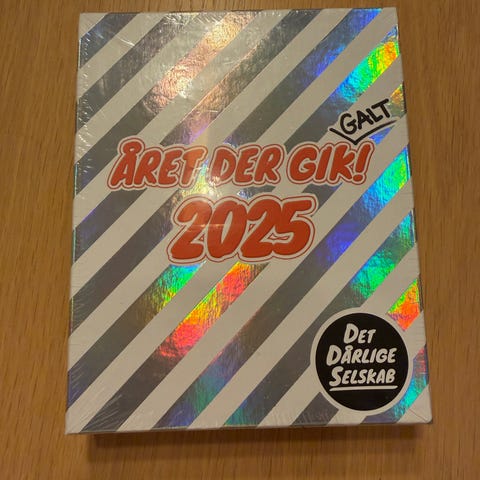 GALT
ÅRET DER GIK!
2025
DET
DÅRLIGE
SELSKAB